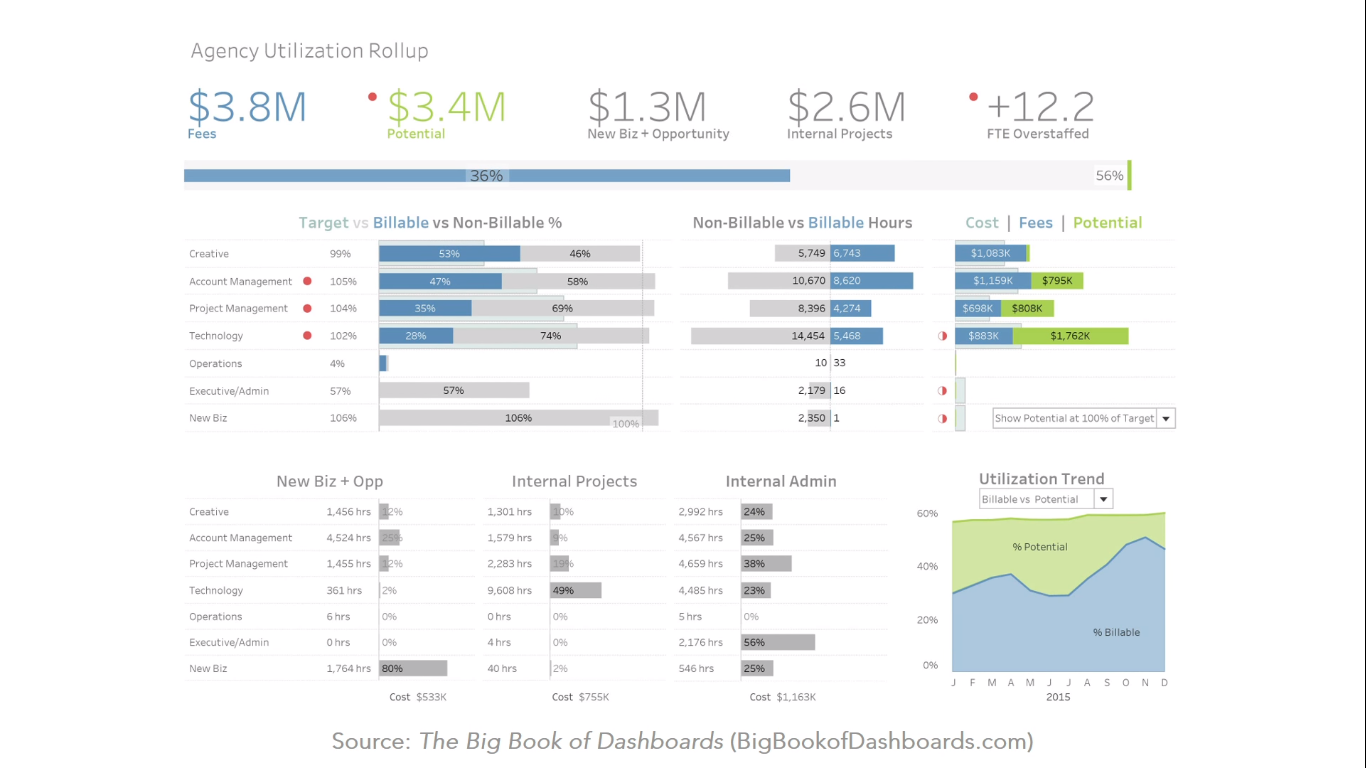 Agency Utilization Rollup
$3.8M $3.4M $1.3M $2.6M +12.2
Fees Potential New Biz + Opportunity Internal Projects FTE Overstaffed
36% 56%
Target vs Billable vs Non-Billable % Non-Billable vs Billable Hours Cost | Fees | Potential
Creative 99% 53% 46% 5,749 6,743 $1,083K
Account Management 105% 47% 58% 10,670 8,620 $1,159K $795K
Project Management 104% 35% 69% 8,396 4,274 $698K $808K
Technology 102% 28% 74% 14,454 5,468 $883K $1,762K
Operations 4% 10 33
Executive/Admin 57% 57% 2,179 16
New Biz 106% 106% 100% 2,350 1 Show Potential at 100% of Target
New Biz + Opp Internal Projects Internal Admin Utilization Trend
Billable vs Potential
Creative 1,456 hrs 12% 1,301 hrs 10% 2,992 hrs 24% 60%
Account Management 4,524 hrs 25% 1,579 hrs 9% 4,567 hrs 25% % Potential
Project Management 1,455 hrs 12% 2,283 hrs 19% 4,659 hrs 38% 40%
Technology 361 hrs 2% 9,608 hrs 49% 4,485 hrs 23%
Operations 6 hrs 0% 0 hrs 0% 5 hrs 0% 20%
Executive/Admin 0 hrs 0% 4 hrs 0% 2,176 hrs 56% % Billable
New Biz 1,764 hrs 80% 40 hrs 2% 546 hrs 25% 0%
J F M A M J J A S O N D
Cost $533K Cost $755K Cost $1,163K 2015
Source: The Big Book of Dashboards (BigBookofDashboards.com)